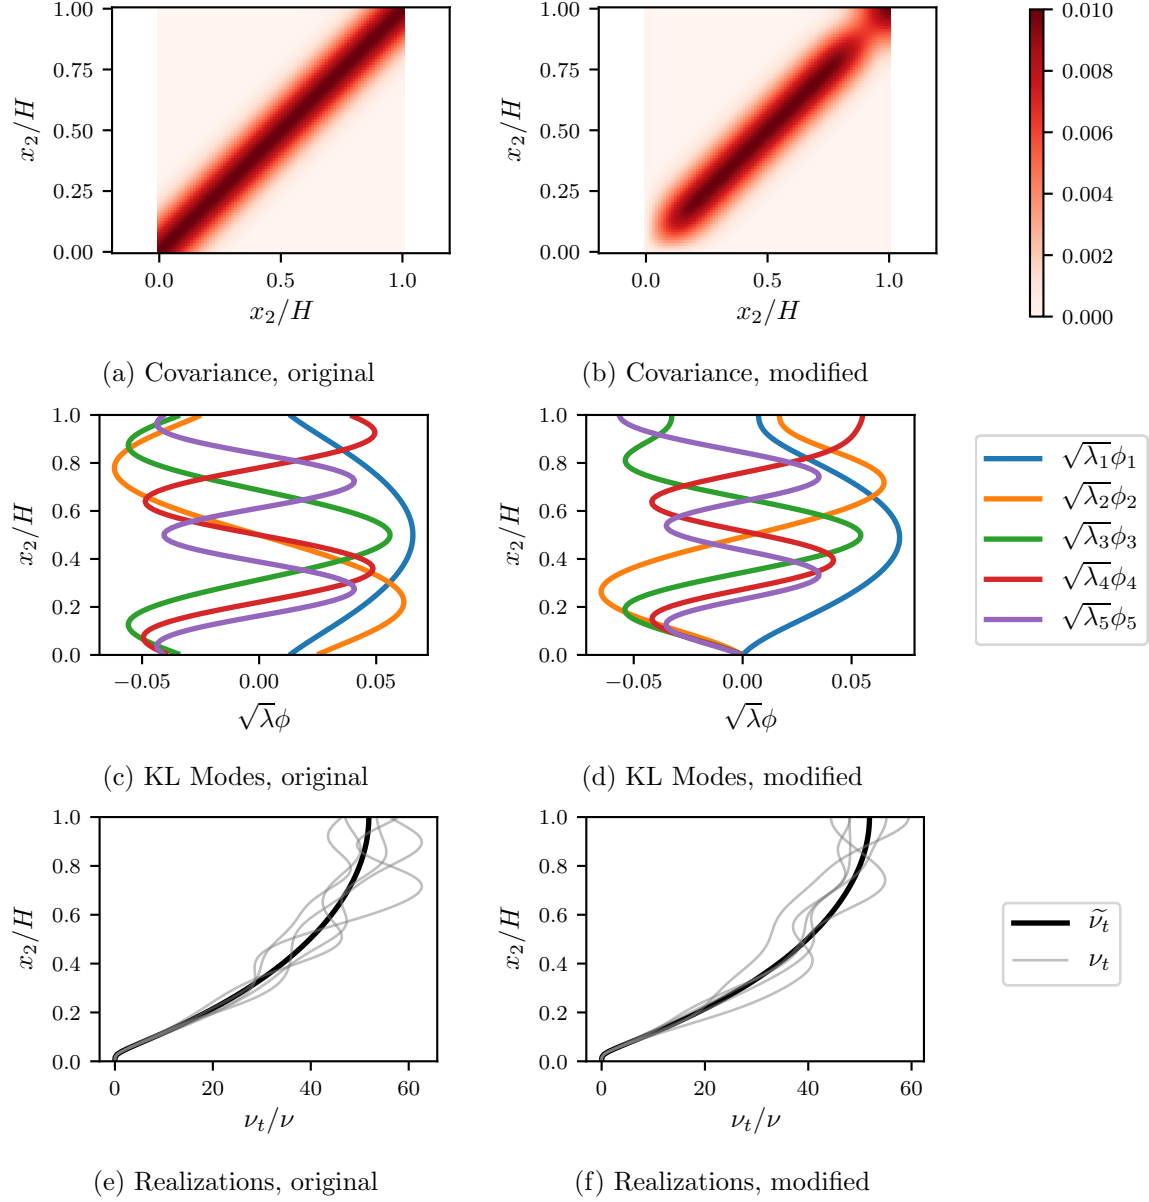 1.00
0.75
0.50
0.25
0.00
x₂/H
0.0 0.5 1.0
x₂/H
(a) Covariance, original
1.00
0.75
0.50
0.25
0.00
x₂/H
0.0 0.5 1.0
x₂/H
(b) Covariance, modified
0.010
0.008
0.006
0.004
0.002
0.000
1.0
0.8
0.6
0.4
0.2
0.0
x₂/H
−0.05 0.00 0.05
√λϕ
(c) KL Modes, original
1.0
0.8
0.6
0.4
0.2
0.0
x₂/H
−0.05 0.00 0.05
√λϕ
(d) KL Modes, modified
√λ₁ϕ₁
√λ₂ϕ₂
√λ₃ϕ₃
√λ₄ϕ₄
√λ₅ϕ₅
1.0
0.8
0.6
0.4
0.2
0.0
x₂/H
0 20 40 60
νₜ/ν
(e) Realizations, original
1.0
0.8
0.6
0.4
0.2
0.0
x₂/H
0 20 40 60
νₜ/ν
(f) Realizations, modified
ν̃ₜ
νₜ